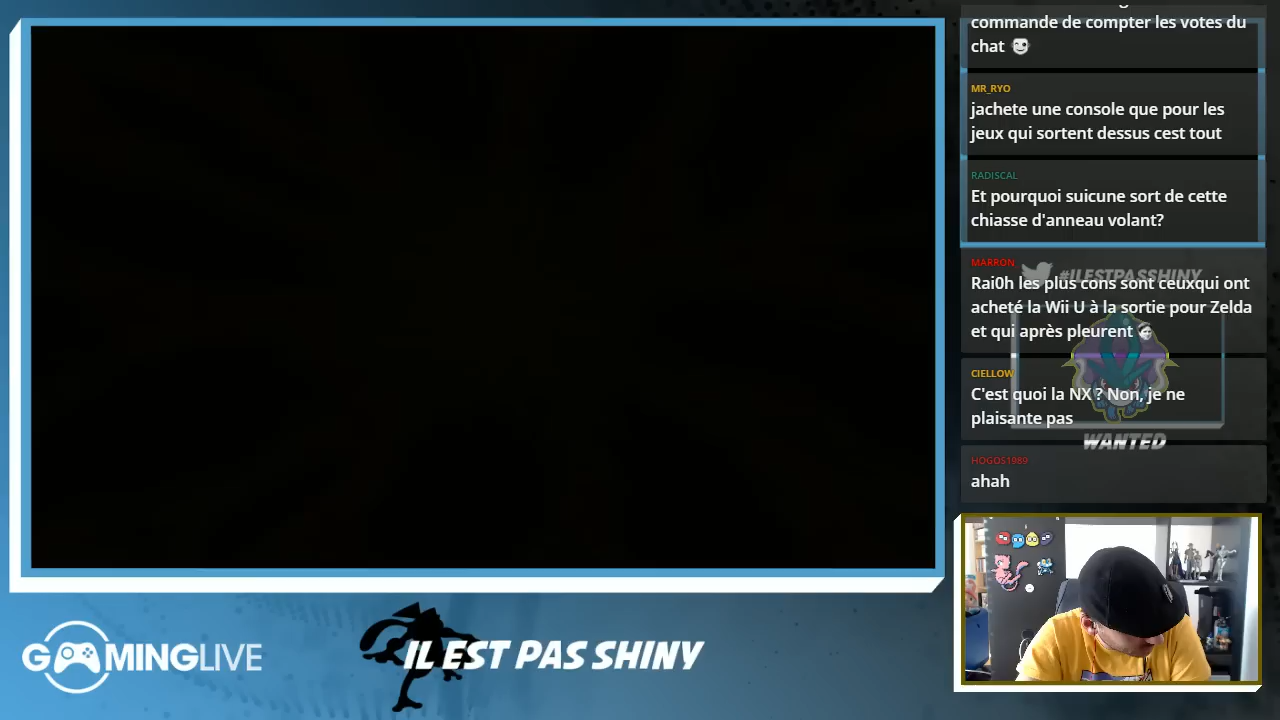 commande de compter les votes du
chat
MR_RYO
jachete une console que pour les
jeux qui sortent dessus cest tout
RADISCAL
Et pourquoi suicune sort de cette
chiasse d'anneau volant?
MARRON
#ILESTPASSHINY
Rai0h les plus cons sont ceuxqui ont
acheté la Wii U à la sortie pour Zelda
et qui après pleurent
CIELLOW
C'est quoi la NX ? Non, je ne
plaisante pas
WANTED
HOGOS1989
ahah
GAMINGLIVE
IL EST PAS SHINY